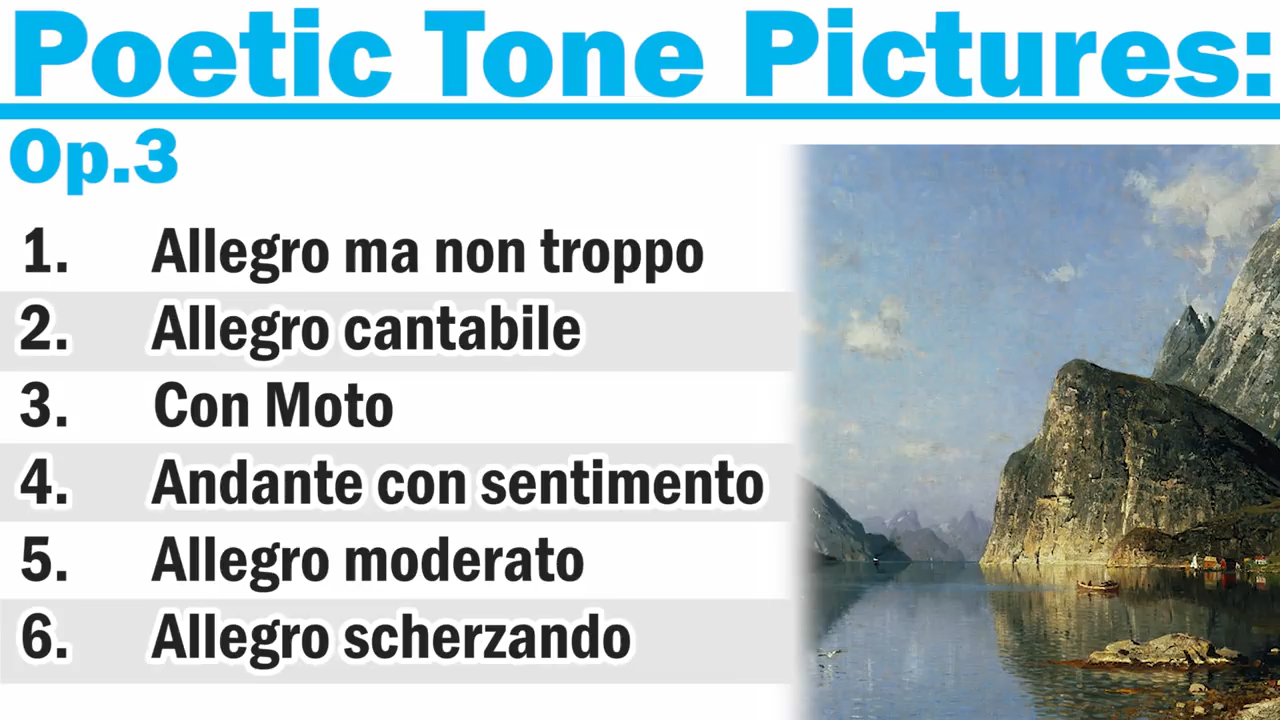 Poetic Tone Pictures:
Op.3
1. Allegro ma non troppo
2. Allegro cantabile
3. Con Moto
4. Andante con sentimento
5. Allegro moderato
6. Allegro scherzando